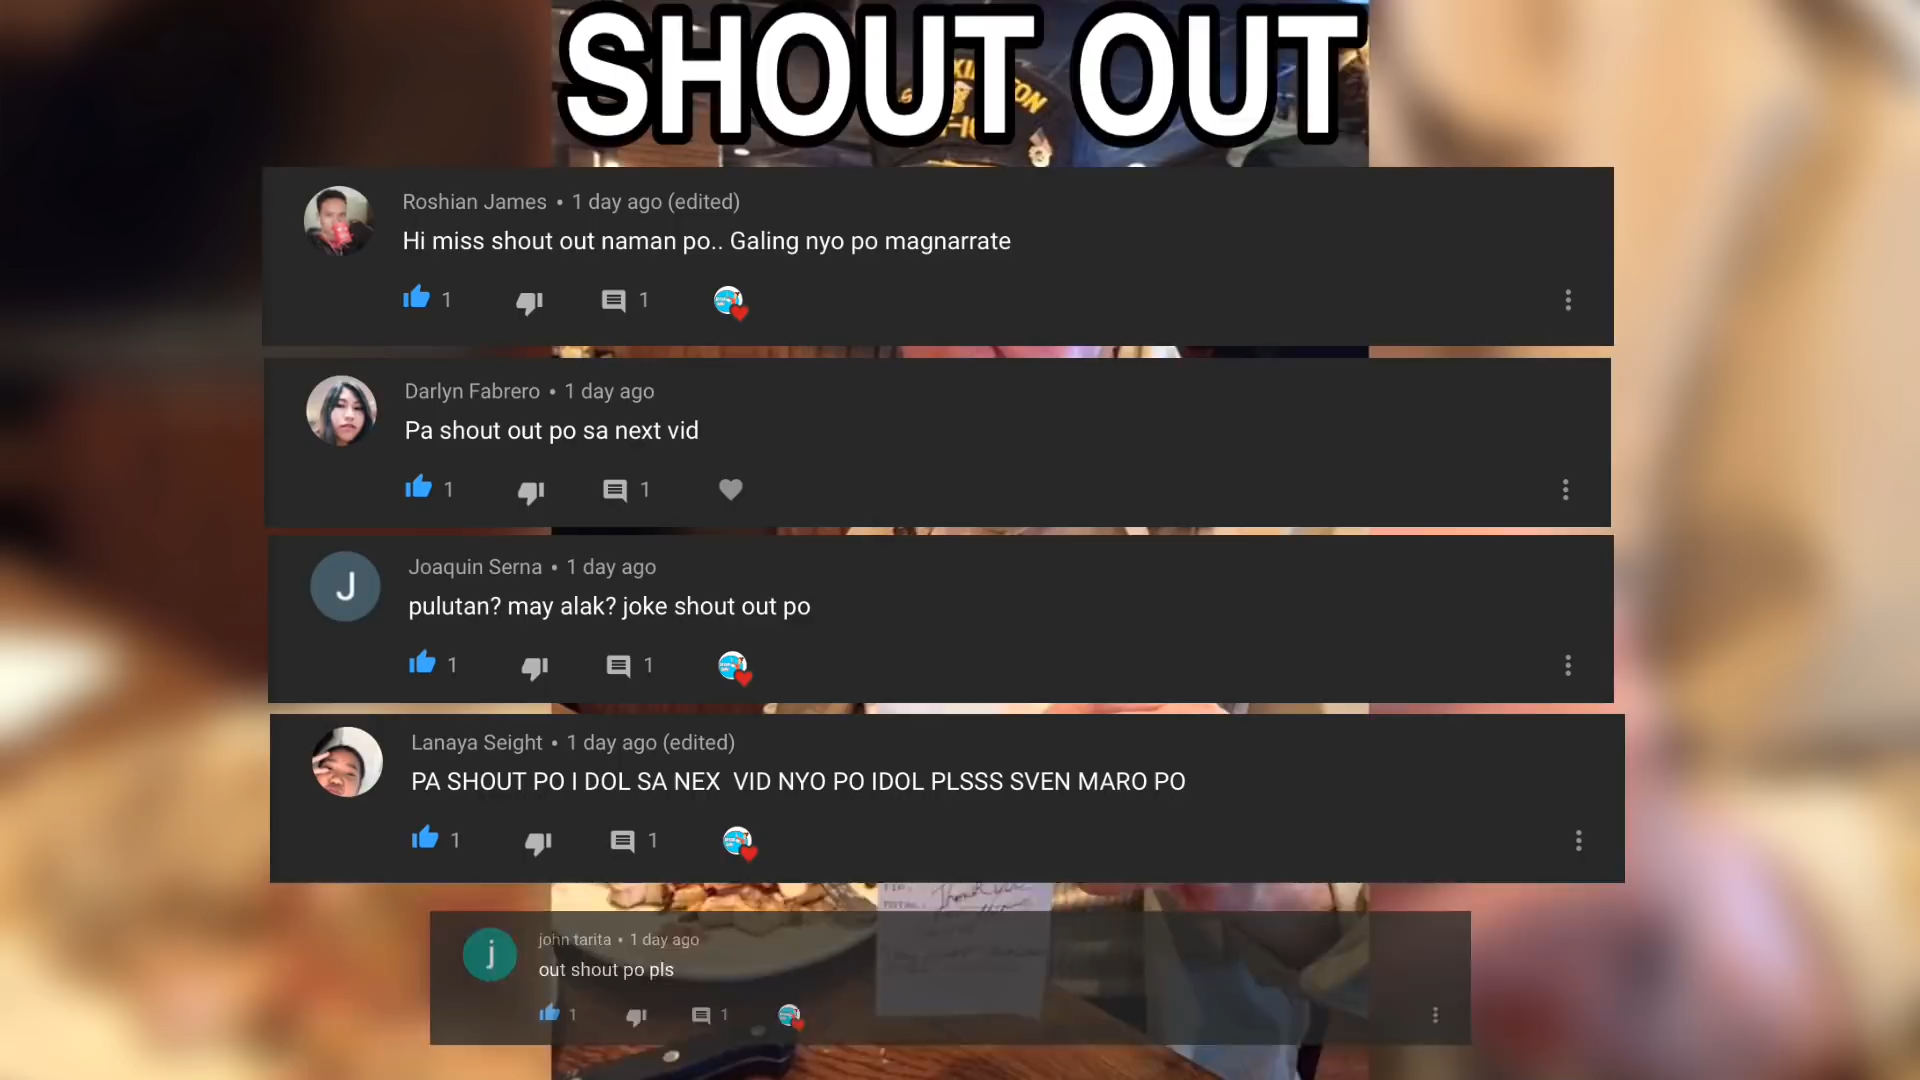 SHOUT OUT
Roshian James • 1 day ago (edited)
Hi miss shout out naman po.. Galing nyo po magnarrate
1
1
Darlyn Fabrero • 1 day ago
Pa shout out po sa next vid
1
1
Joaquin Serna • 1 day ago
J
pulutan? may alak? joke shout out po
1
1
Lanaya Seight • 1 day ago (edited)
PA SHOUT PO I DOL SA NEX  VID NYO PO IDOL PLSSS SVEN MARO PO
1
1
john tarita • 1 day ago
j
out shout po pls
1
1